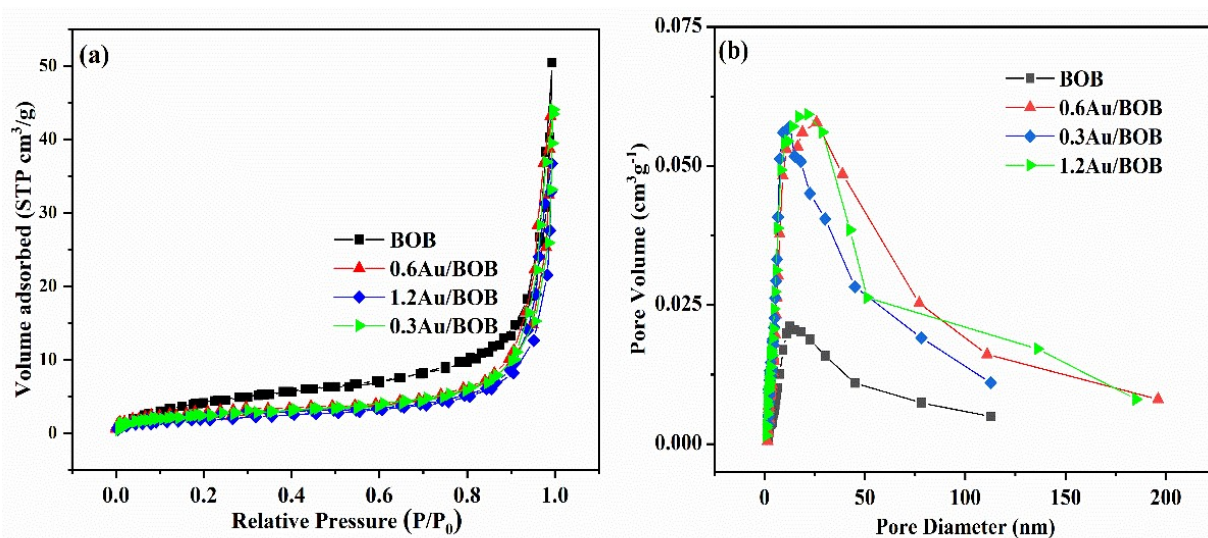 (a)
Volume adsorbed (STP cm³/g)
50
40
30
20
10
0
BOB
0.6Au/BOB
1.2Au/BOB
0.3Au/BOB
0.0 0.2 0.4 0.6 0.8 1.0
Relative Pressure (P/P₀)
(b)
Pore Volume (cm³g⁻¹)
0.075
0.050
0.025
0.000
BOB
0.6Au/BOB
0.3Au/BOB
1.2Au/BOB
0 50 100 150 200
Pore Diameter (nm)